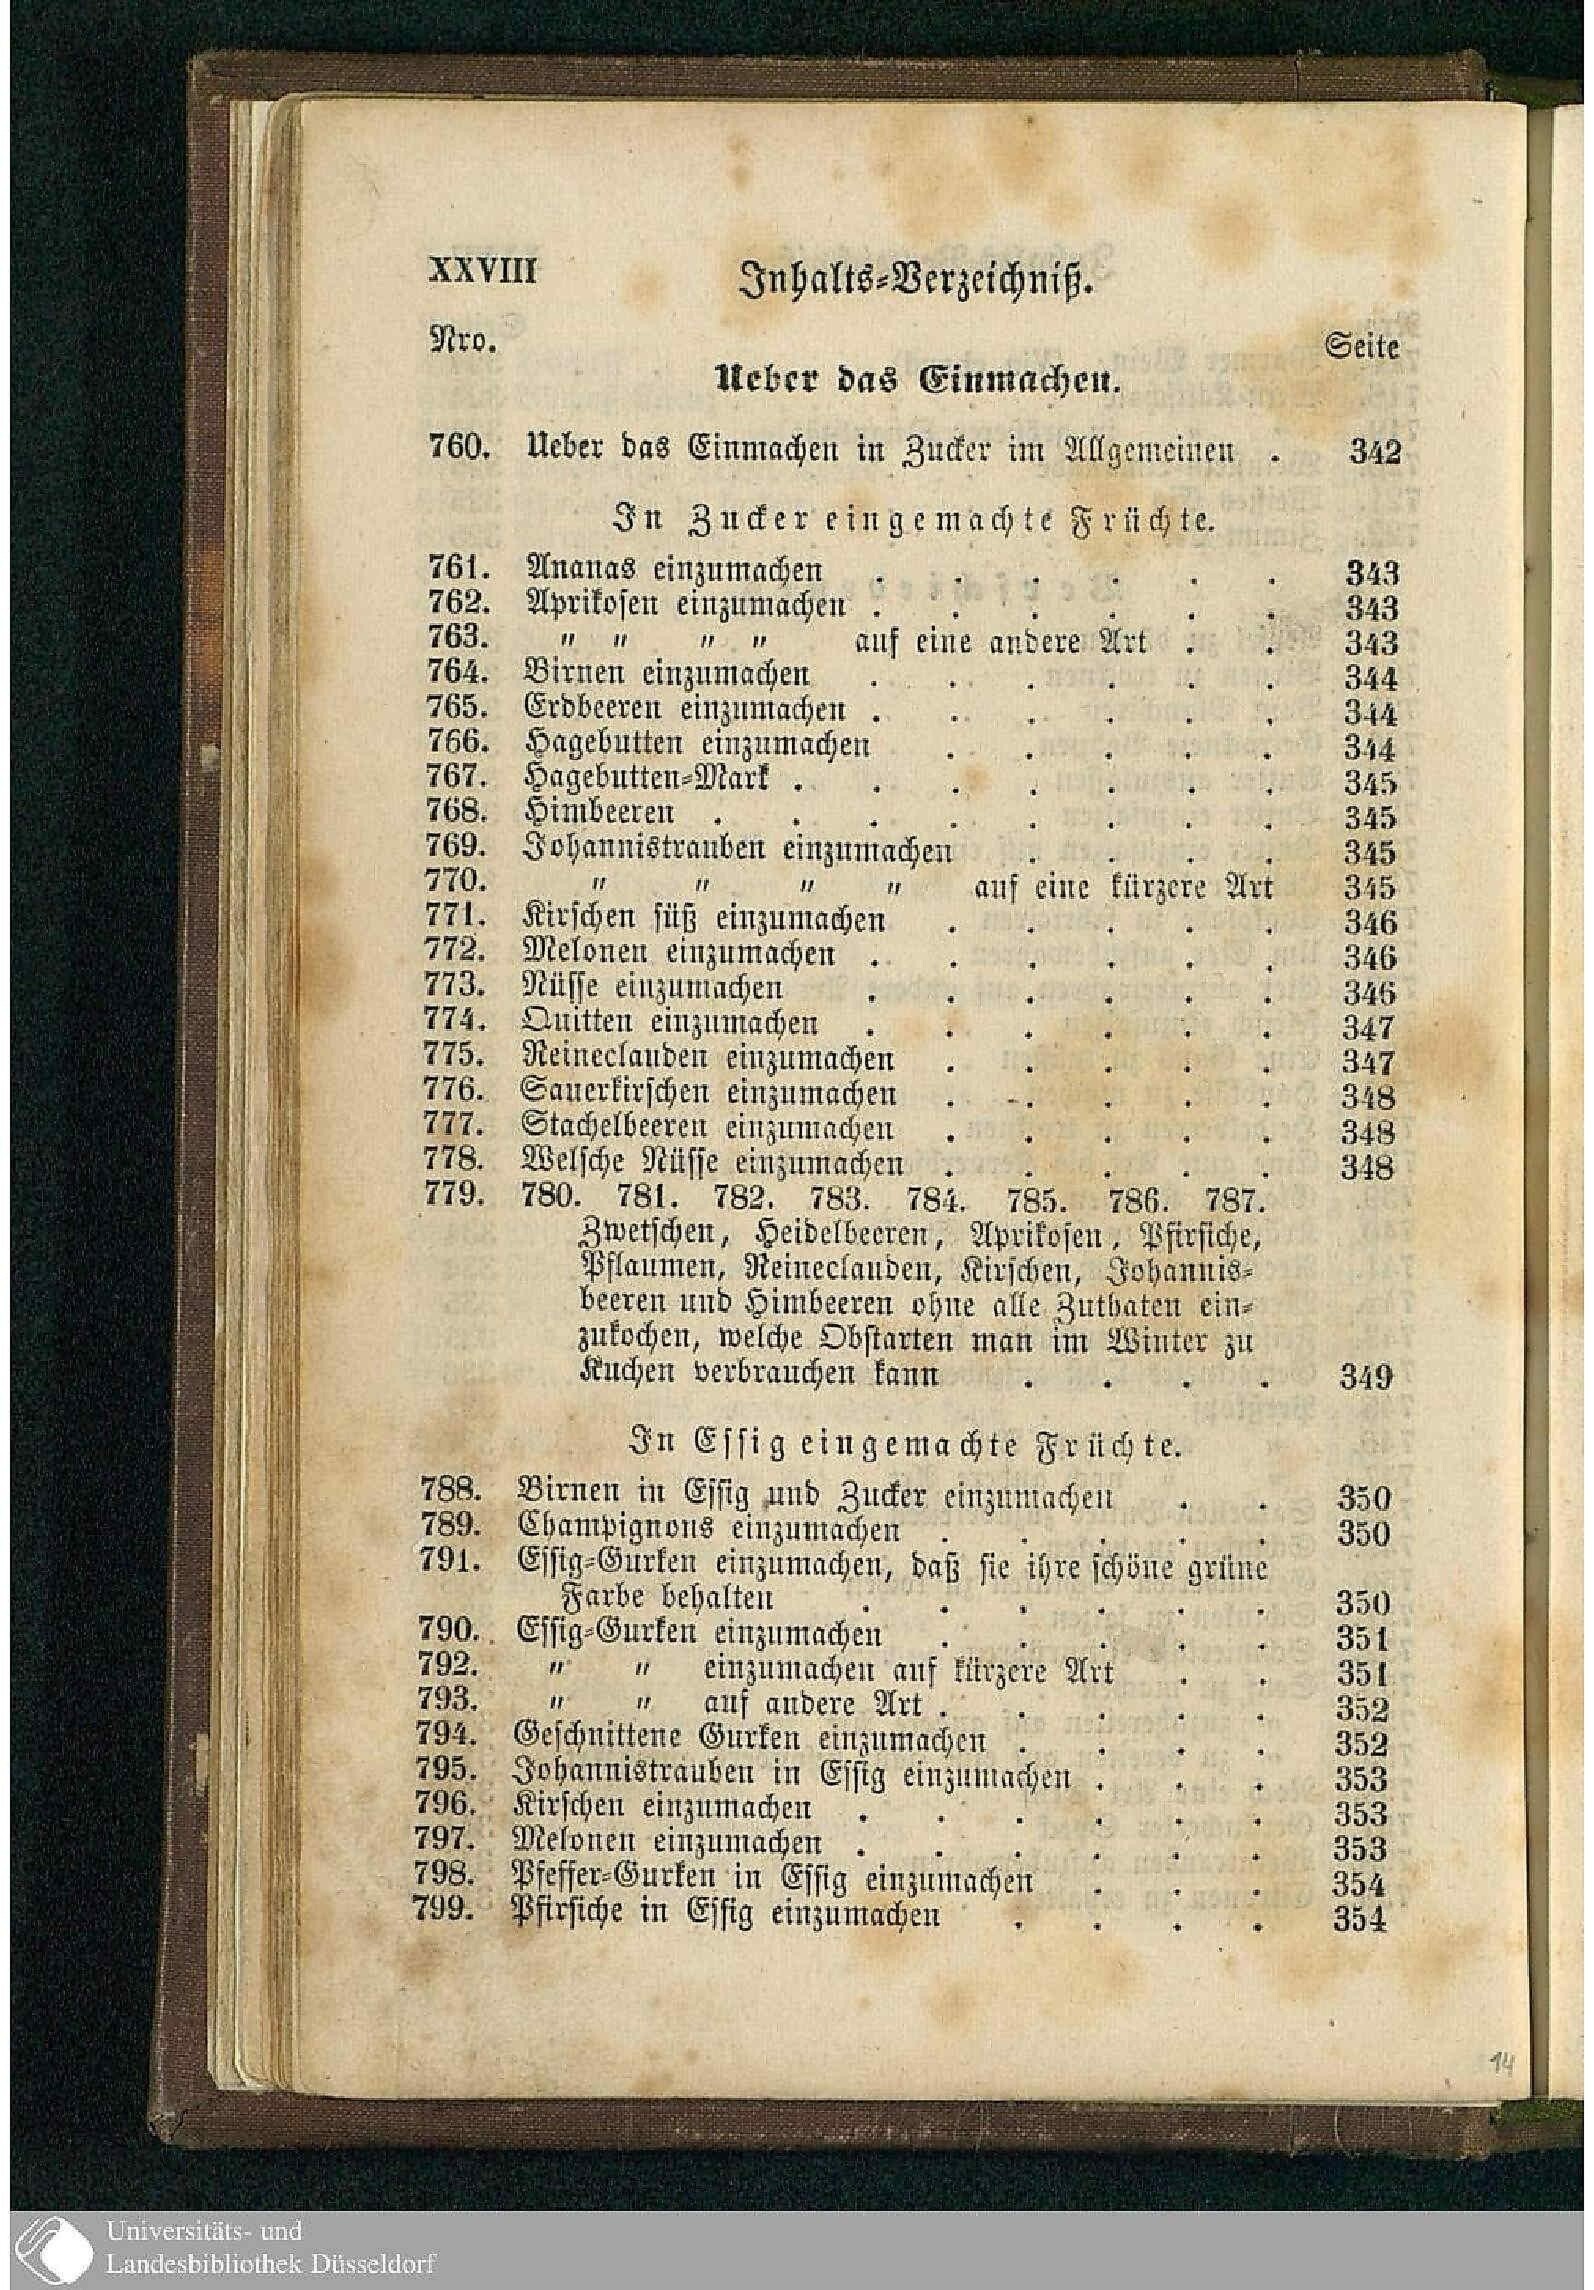 XXVIII Inhalts-Verzeichniß.
Nro. Seite
Ueber das Einmachen.
760. Ueber das Einmachen in Zucker im Allgemeinen . 342
In Zucker eingemachte Früchte.
761. Ananas einzumachen . . . . . . 343
762. Aprikosen einzumachen . . . . . . 343
763. " " " " auf eine andere Art . . 343
764. Birnen einzumachen . . . . . . 344
765. Erdbeeren einzumachen . . . . . . 344
766. Hagebutten einzumachen . . . . . 344
767. Hagebutten-Mark . . . . . . . 345
768. Himbeeren . . . . . . . . 345
769. Johannistrauben einzumachen . . . . 345
770. " " " " auf eine kürzere Art 345
771. Kirschen süß einzumachen . . . . . 346
772. Melonen einzumachen . . . . . . 346
773. Nüsse einzumachen . . . . . . 346
774. Quitten einzumachen . . . . . . 347
775. Reineclauden einzumachen . . . . . 347
776. Sauerkirschen einzumachen . . . . . 348
777. Stachelbeeren einzumachen . . . . . 348
778. Welsche Nüsse einzumachen . . . . . 348
779. 780. 781. 782. 783. 784. 785. 786. 787.
Zwetschen, Heidelbeeren, Aprikosen, Pfirsiche,
Pflaumen, Reineclauden, Kirschen, Johannis-
beeren und Himbeeren ohne alle Zuthaten ein-
zukochen, welche Obstarten man im Winter zu
Kuchen verbrauchen kann . . . . 349
In Essig eingemachte Früchte.
788. Birnen in Essig und Zucker einzumachen . . 350
789. Champignons einzumachen . . . . . 350
791. Essig-Gurken einzumachen, daß sie ihre schöne grüne
Farbe behalten . . . . . . 350
790. Essig-Gurken einzumachen . . . . . 351
792. " " einzumachen auf kürzere Art . . 351
793. " " auf andere Art . . . . . 352
794. Geschnittene Gurken einzumachen . . . . 352
795. Johannistrauben in Essig einzumachen . . . 353
796. Kirschen einzumachen . . . . . . 353
797. Melonen einzumachen . . . . . . 353
798. Pfeffer-Gurken in Essig einzumachen . . . 354
799. Pfirsiche in Essig einzumachen . . . . 354
14
Universitäts- und
Landesbibliothek Düsseldorf